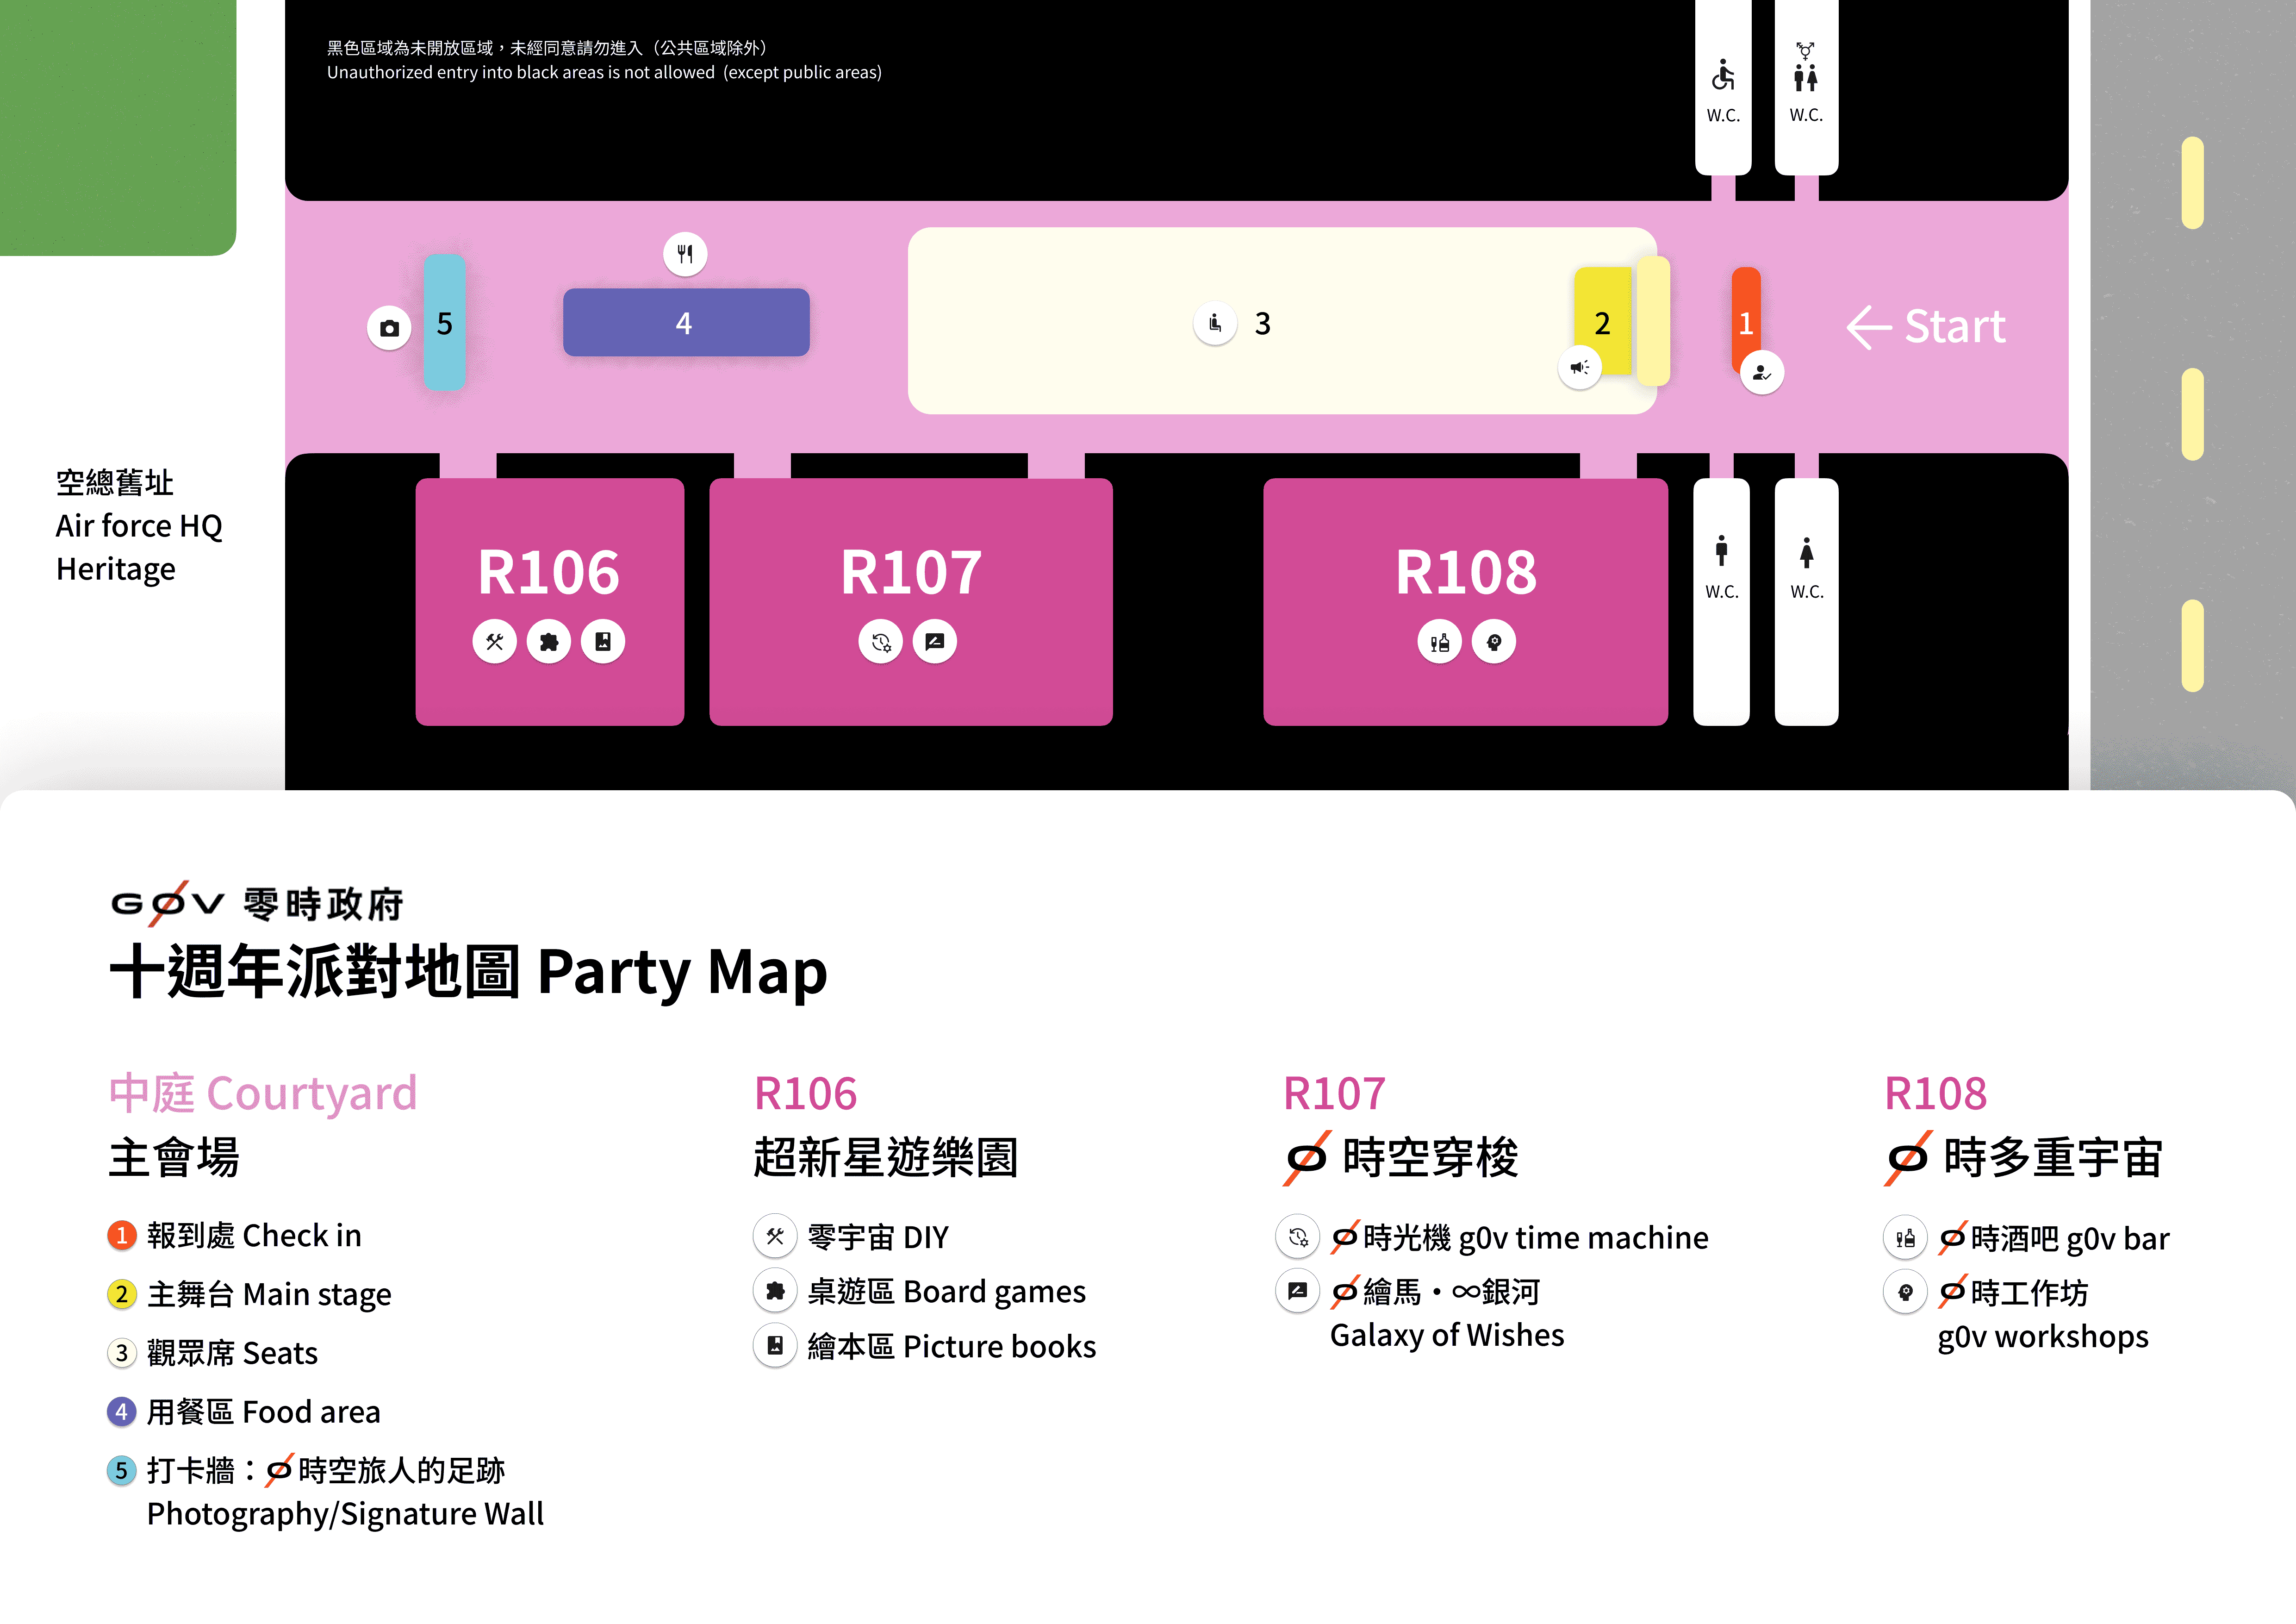 黑色區域為未開放區域，未經同意請勿進入（公共區域除外）
Unauthorized entry into black areas is not allowed (except public areas)
W.C.
W.C.
5
4
3
2
1
← Start
空總舊址
Air force HQ
Heritage
R106
R107
R108
W.C.
W.C.
G0V 零時政府
十週年派對地圖 Party Map
中庭 Courtyard
主會場
1 報到處 Check in
2 主舞台 Main stage
3 觀眾席 Seats
4 用餐區 Food area
5 打卡牆：0時空旅人的足跡
Photography/Signature Wall
R106
超新星遊樂園
零宇宙 DIY
桌遊區 Board games
繪本區 Picture books
R107
0時空穿梭
0時光機 g0v time machine
0繪馬・∞銀河
Galaxy of Wishes
R108
0時多重宇宙
0時酒吧 g0v bar
0時工作坊
g0v workshops